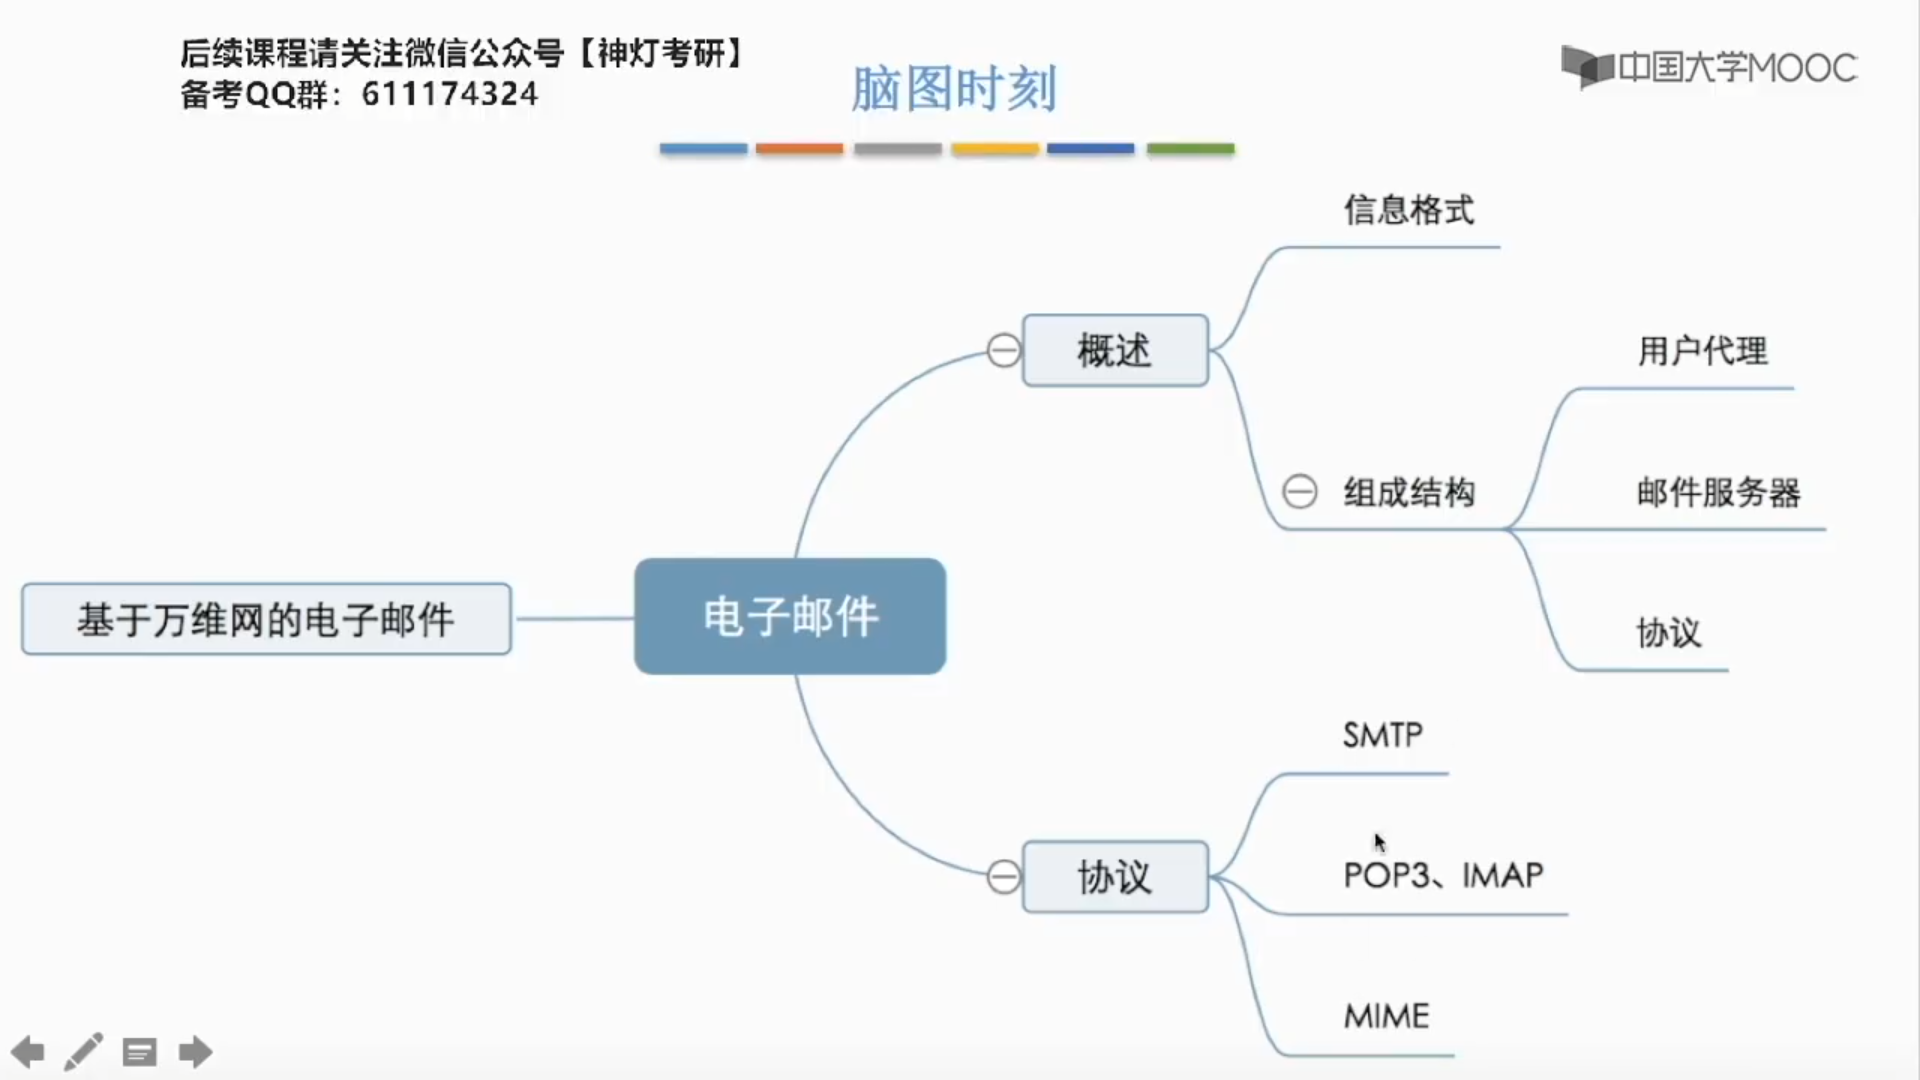 后续课程请关注微信公众号【神灯考研】
备考QQ群：611174324
中国大学MOOC
脑图时刻
信息格式
概述
用户代理
组成结构
邮件服务器
协议
基于万维网的电子邮件
电子邮件
SMTP
协议
POP3、IMAP
MIME